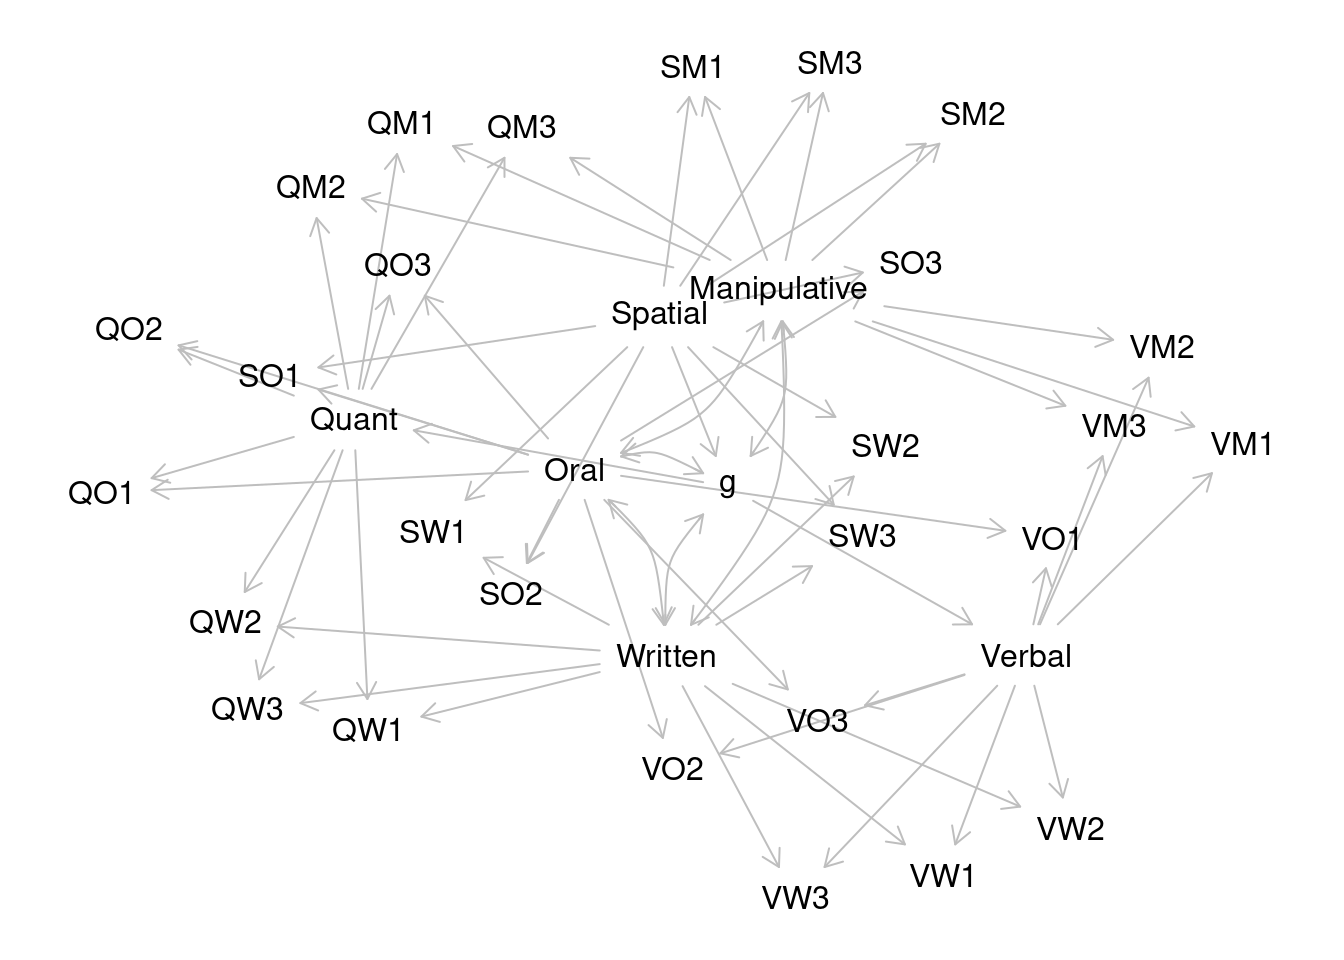 SM1
SM3
SM2
QM1
QM3
QM2
QO3
SO3
Manipulative
Spatial
QO2
VM2
SO1
Quant
VM3
VM1
SW2
Oral
g
QO1
SW1
SW3
VO1
SO2
QW2
Written
Verbal
QW3
VO3
QW1
VO2
VW2
VW1
VW3